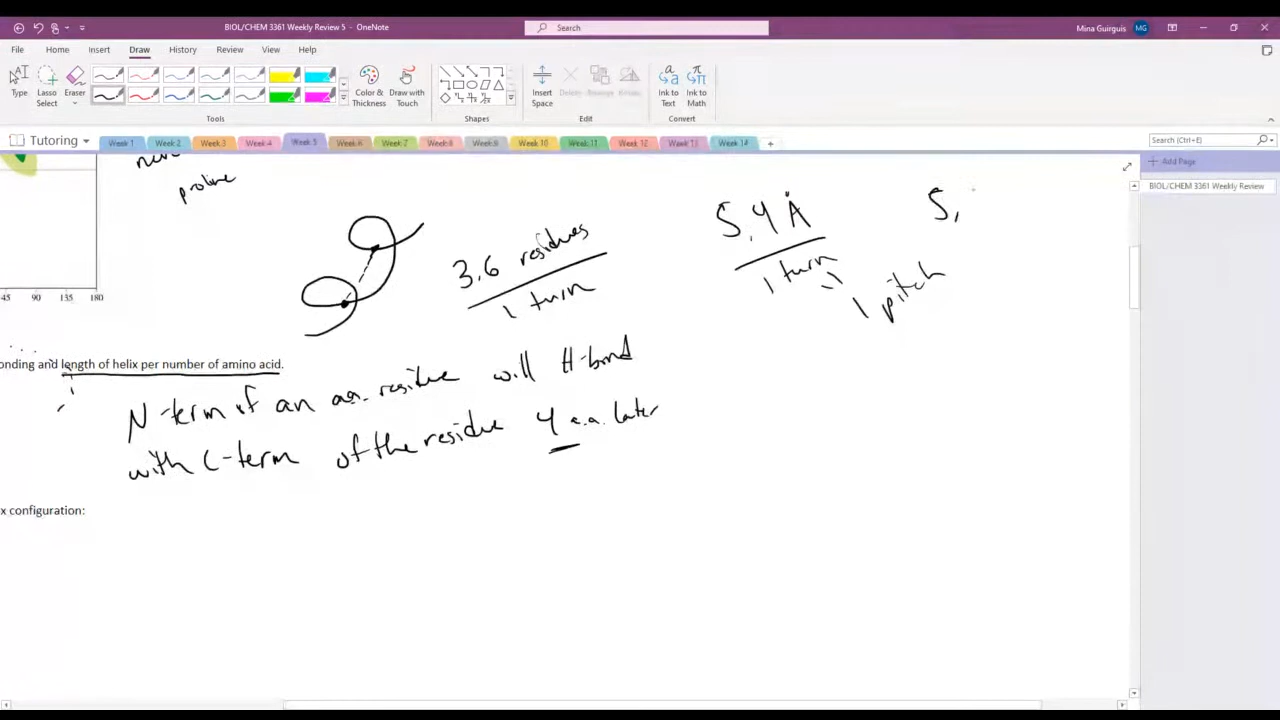 BIOL/CHEM 3361 Weekly Review 5 - OneNote
Search
Mina Guirguis
MG
File Home Insert Draw History Review View Help
Type
Lasso Select
Eraser
Color & Thickness
Draw with Touch
Insert Space
Delete
Arrange
Rotate
Ink to Text
Ink to Math
Tools
Shapes
Edit
Convert
Tutoring
Week 1 Week 2 Week 3 Week 4 Week 5 Week 6 Week 7 Week 8 Week 9 Week 10 Week 11 Week 12 Week 13 Week 14
Search (Ctrl+E)
Add Page
BIOL/CHEM 3361 Weekly Review
proline
3.6 residues
1 turn
5.4 Å
1 turn
1 pitch
5.
45 90 135 180
onding and length of helix per number of amino acid.
N-term of an a.a. residue will H-bond
with C-term of the residue 4 a.a. later
x configuration: